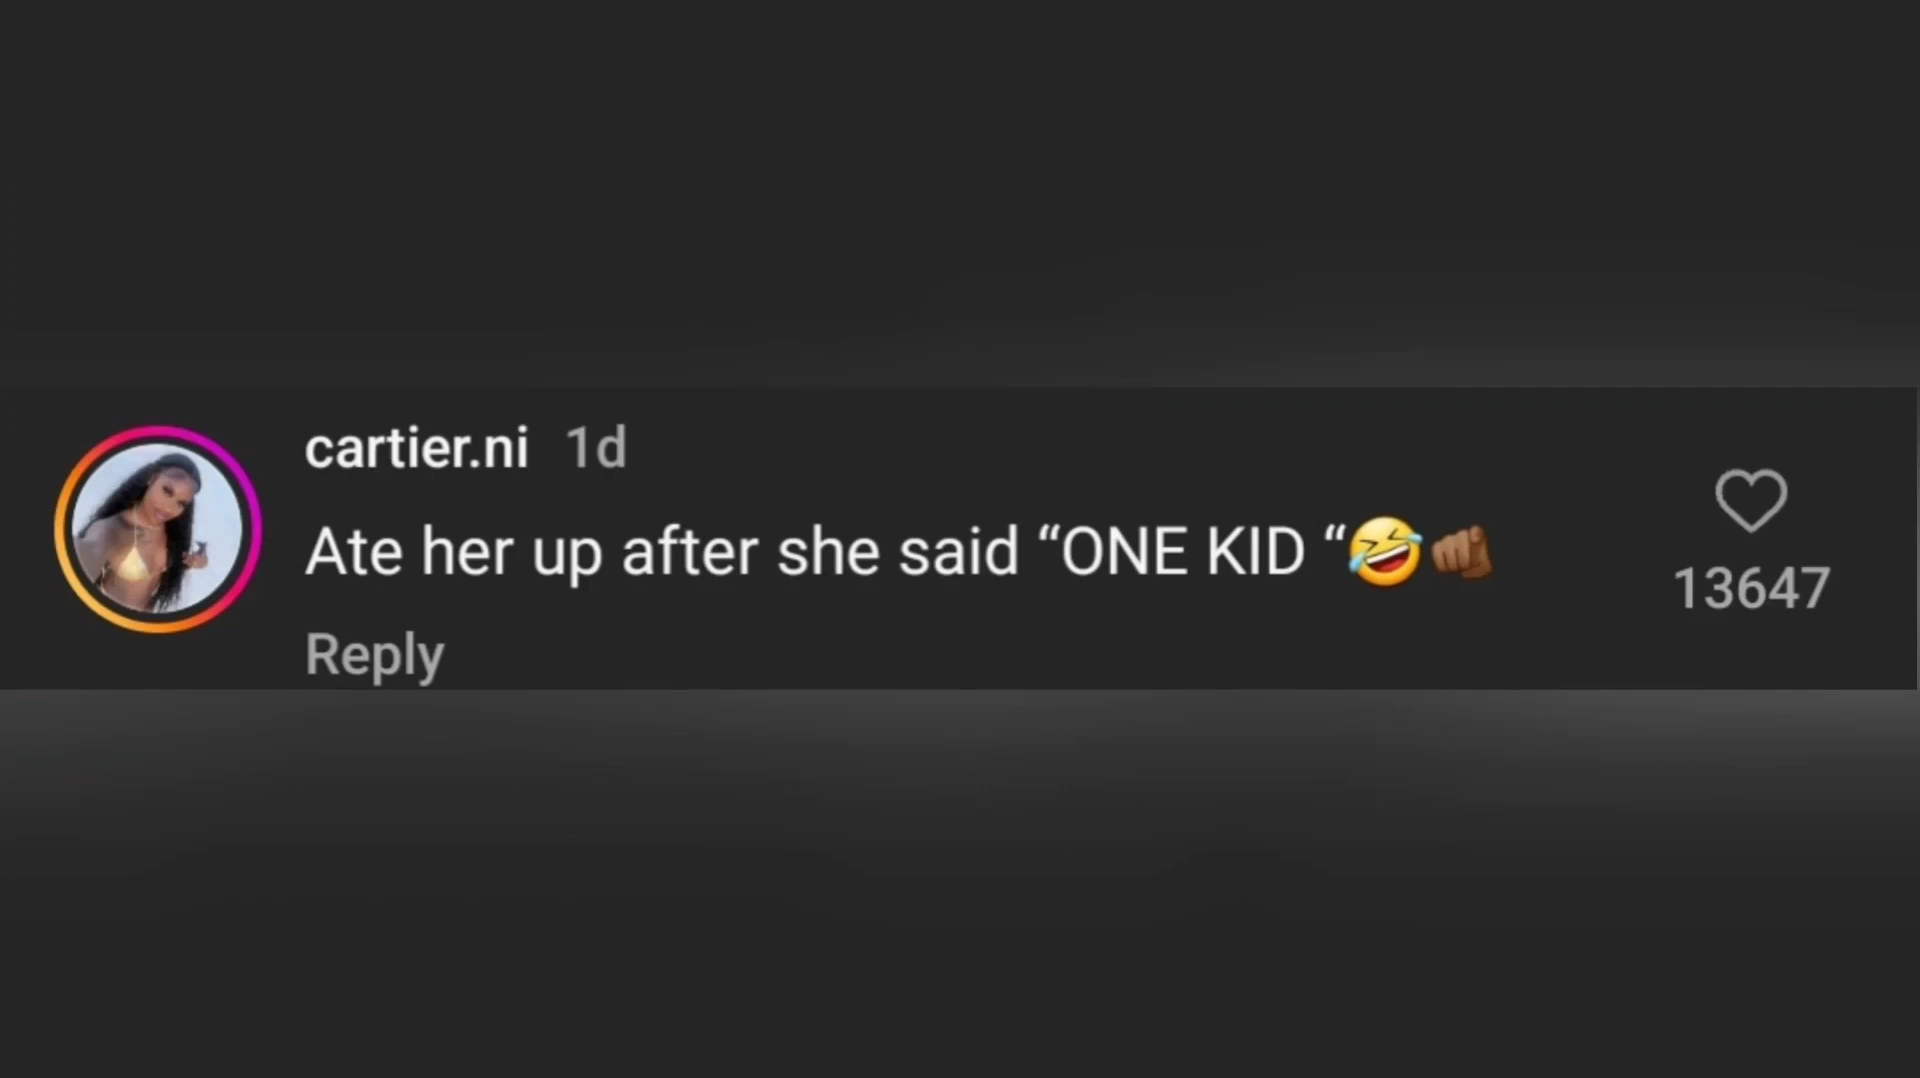 cartier.ni 1d
Ate her up after she said “ONE KID “🤣🫵🏾
13647
Reply